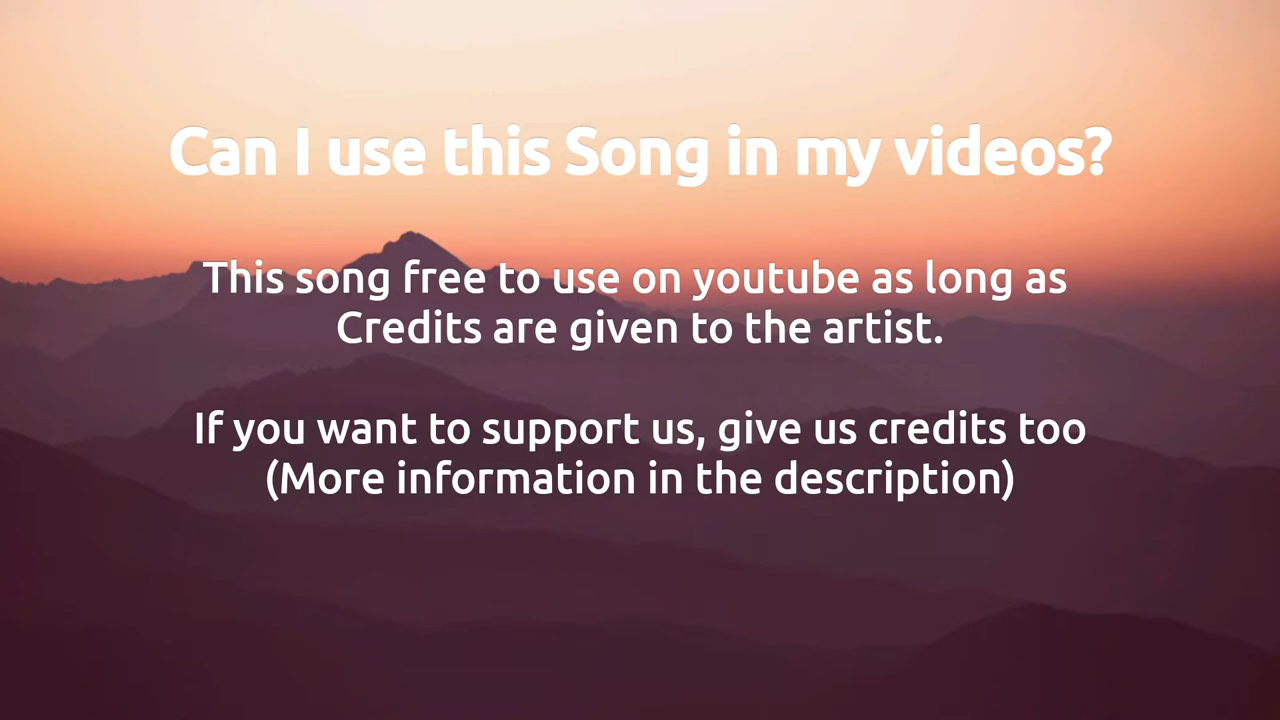 Can I use this Song in my videos?
This song free to use on youtube as long as
Credits are given to the artist.
If you want to support us, give us credits too
(More information in the description)